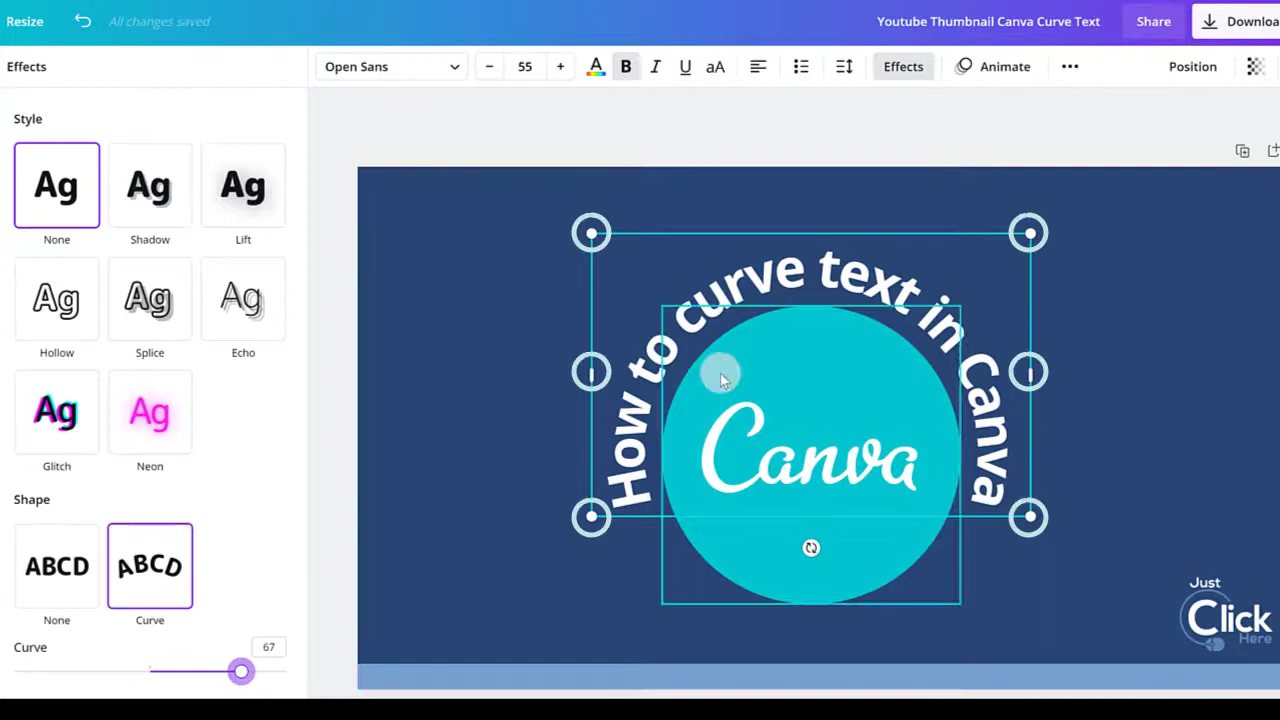 Resize All changes saved Youtube Thumbnail Canva Curve Text Share Downloa
Effects Open Sans 55 B I U aA Effects Animate Position
Style
Ag Ag Ag
None Shadow Lift
Ag Ag Ag
Hollow Splice Echo
Ag Ag
Glitch Neon
Shape
ABCD ABCD
None Curve
Curve 67
How to curve text in Canva
Canva
Just
Click
Here